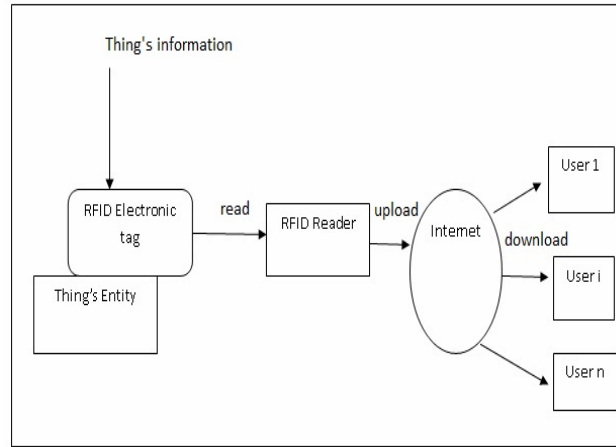 Thing's information
RFID Electronic
tag
Thing's Entity
read
RFID Reader
upload
Internet
download
User 1
User i
User n